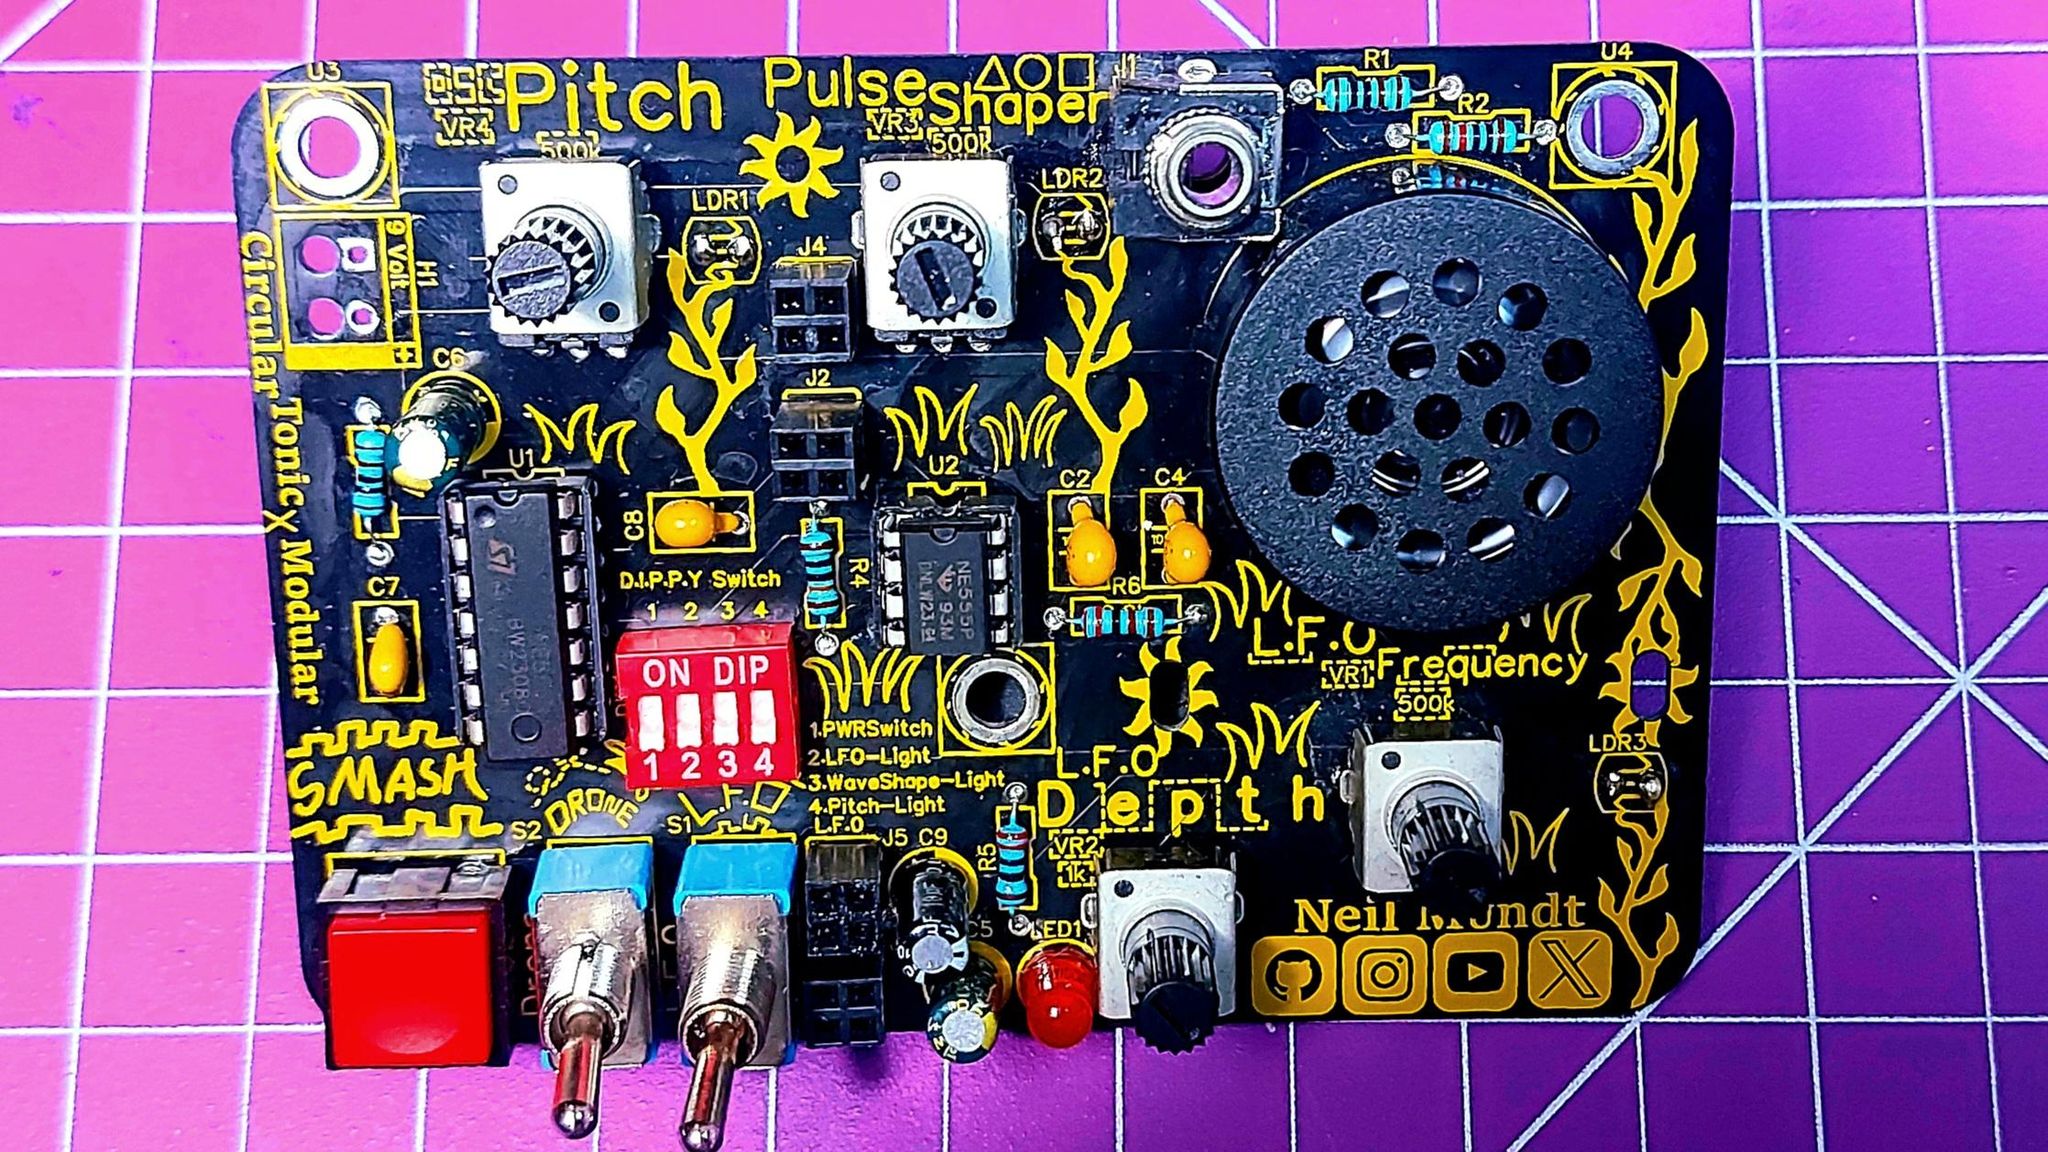 U3
Pitch
Pulse
Shaper
J1
R1
U4
VR4
VR3
500k
500k
R2
LDR1
LDR2
J4
9 Volt
H1
+
Circular Tonic X Modular
C6
J2
U1
U2
C2
C4
C8
D.I.P.P.Y Switch
1 2 3 4
R4
NE555P
93M
R6
C7
ON DIP
1 2 3 4
L.F.O
VR1
Frequency
500k
1.PWRSwitch
2.LFO-Light
3.WaveShape-Light
4.Pitch-Light
L.F.O
Depth
LDR3
SMASH
DRONE
L.F.O
S2
S1
L.F.O
J5
C9
R5
VR2
1k
C5
LED1
Neil Mundt